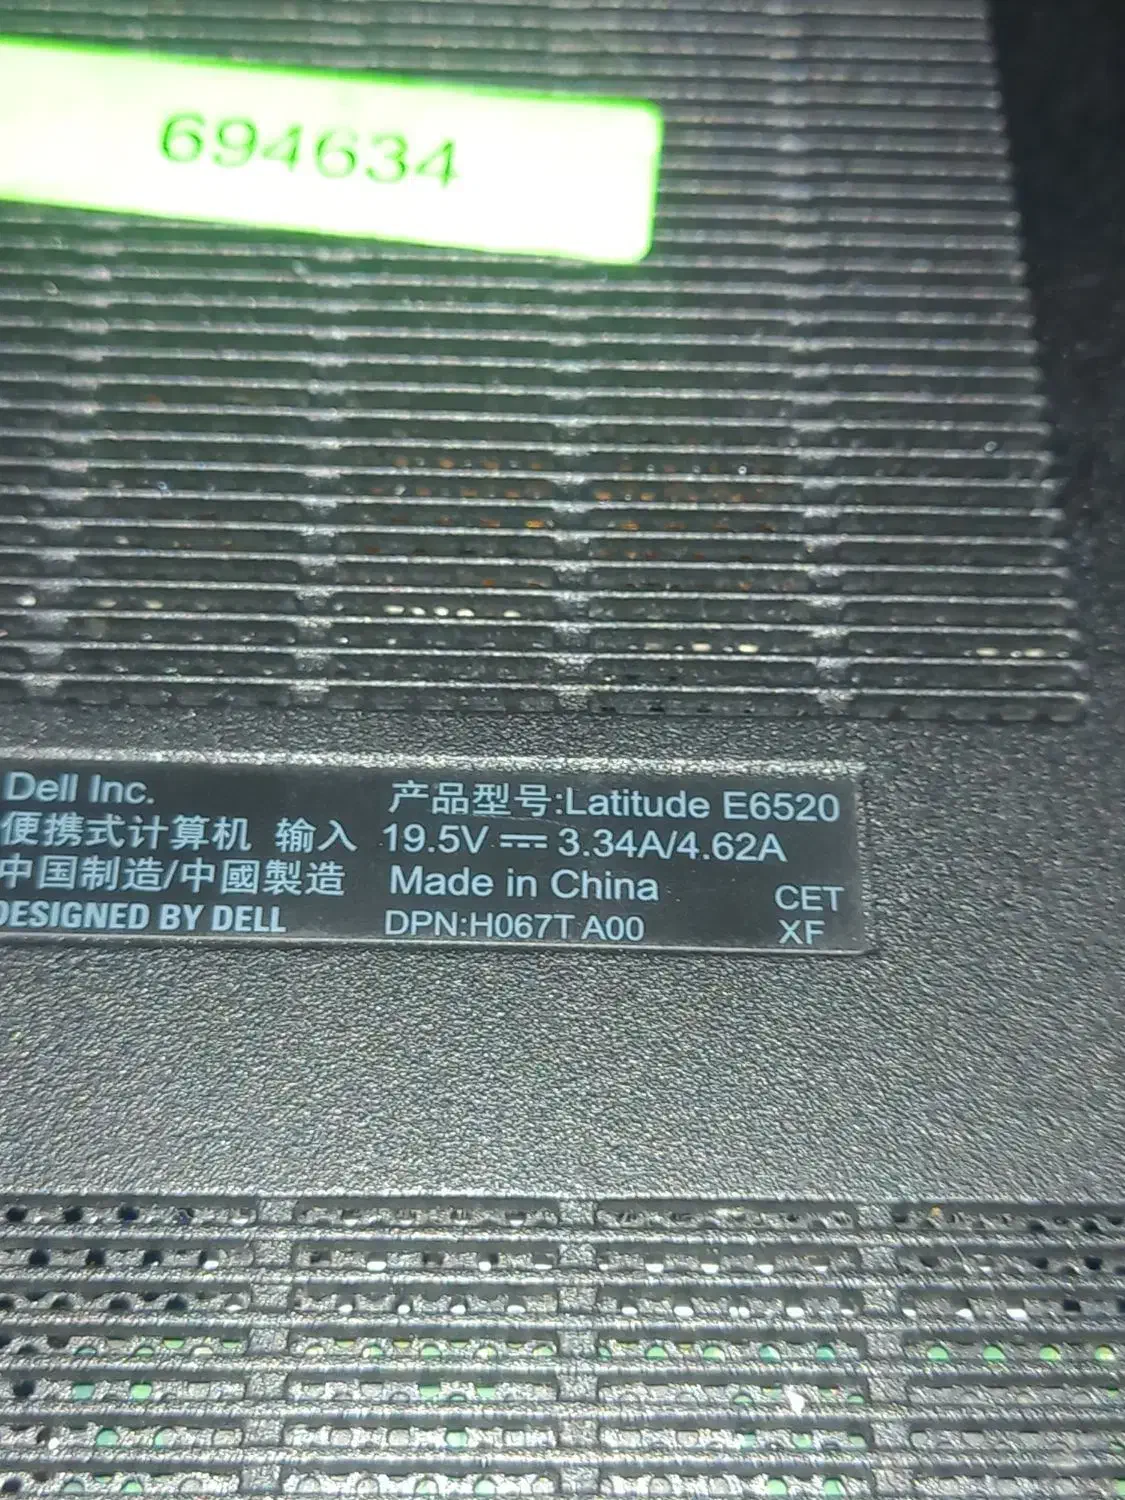 694634
Dell Inc. 产品型号:Latitude E6520
便携式计算机 输入 19.5V ⎓ 3.34A/4.62A
中国制造/中國製造 Made in China CET
DESIGNED BY DELL DPN:H067T A00 XF